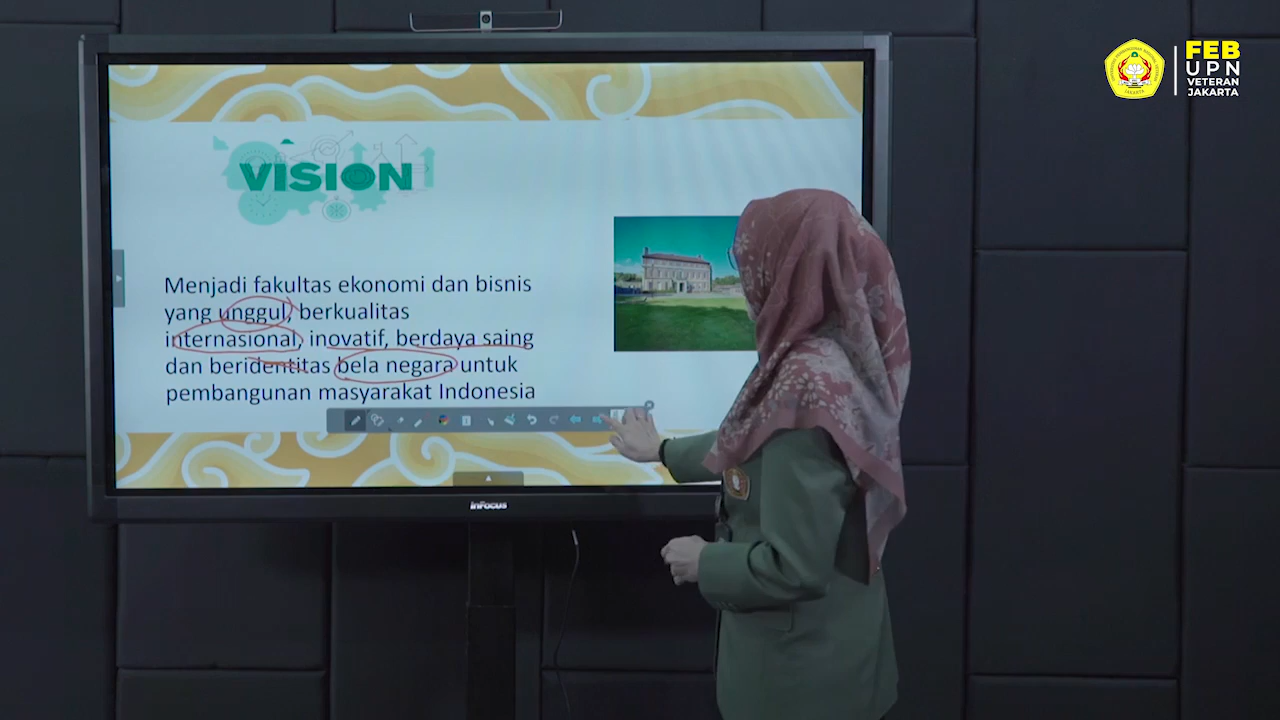 FEB
UPN
VETERAN
JAKARTA
VISION
Menjadi fakultas ekonomi dan bisnis
yang unggul, berkualitas
internasional, inovatif, berdaya saing
dan beridentitas bela negara untuk
pembangunan masyarakat Indonesia
InFocus